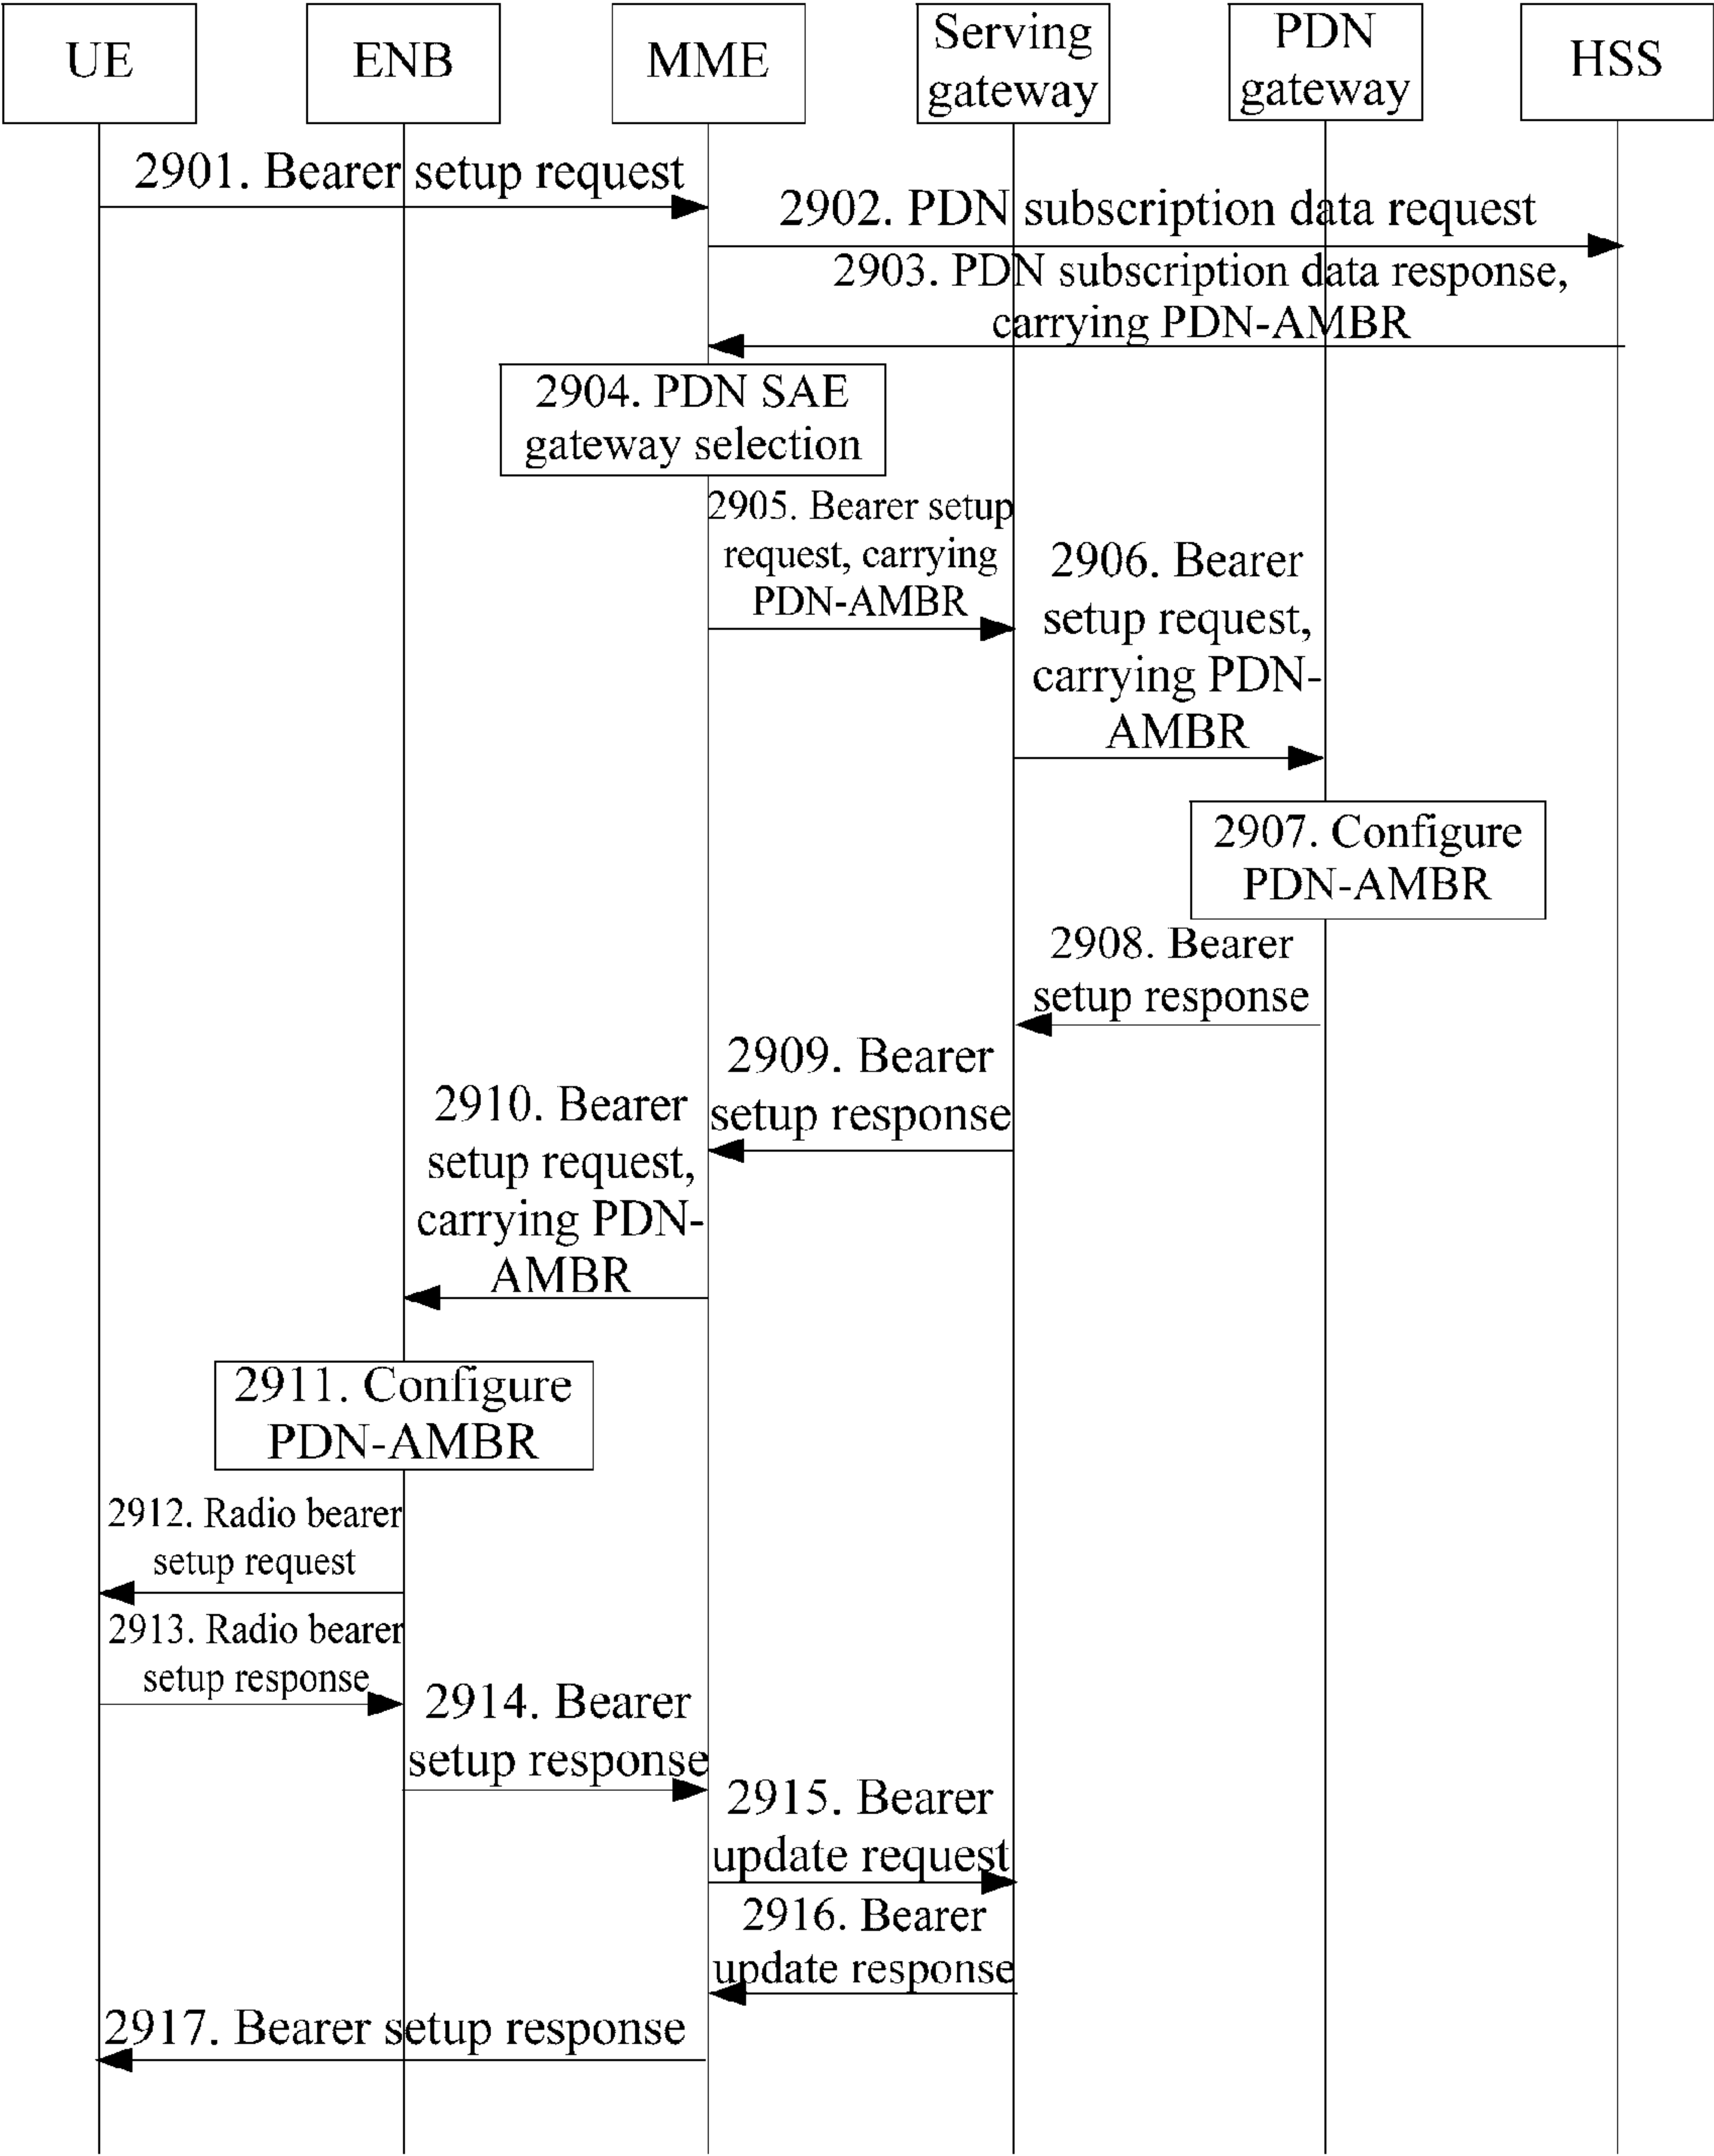 UE
ENB
MME
Serving
gateway
PDN
gateway
HSS
2901. Bearer setup request
2902. PDN subscription data request
2903. PDN subscription data response,
carrying PDN-AMBR
2904. PDN SAE
gateway selection
2905. Bearer setup
request, carrying
PDN-AMBR
2906. Bearer
setup request,
carrying PDN-
AMBR
2907. Configure
PDN-AMBR
2908. Bearer
setup response
2909. Bearer
setup response
2910. Bearer
setup request,
carrying PDN-
AMBR
2911. Configure
PDN-AMBR
2912. Radio bearer
setup request
2913. Radio bearer
setup response
2914. Bearer
setup response
2915. Bearer
update request
2916. Bearer
update response
2917. Bearer setup response